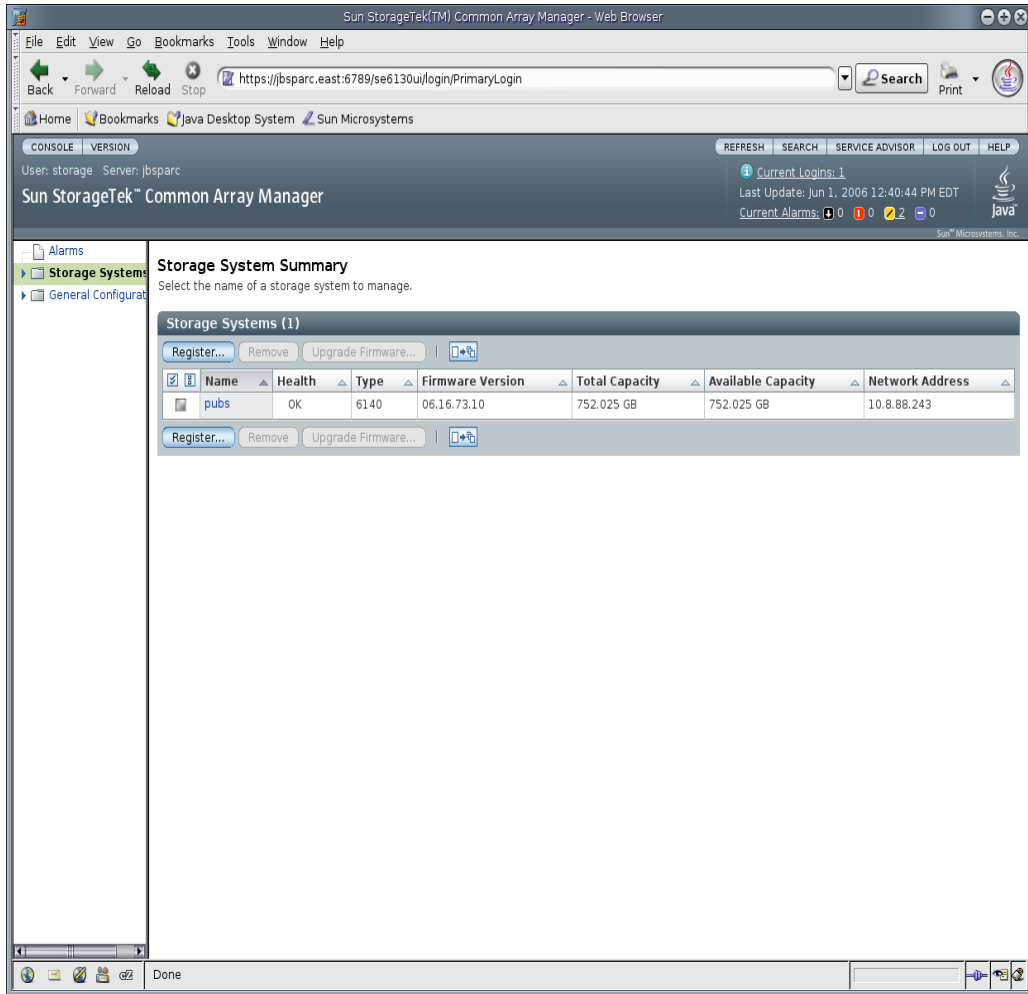 Sun StorageTek(TM) Common Array Manager - Web Browser
File Edit View Go Bookmarks Tools Window Help
Back Forward Reload Stop
https://jbsparc.east:6789/se6130ui/login/PrimaryLogin
Search
Print
Home Bookmarks Java Desktop System Sun Microsystems
CONSOLE VERSION
REFRESH SEARCH SERVICE ADVISOR LOG OUT HELP
User: storage Server: jbsparc
Current Logins: 1
Sun StorageTek™ Common Array Manager
Last Update: Jun 1, 2006 12:40:44 PM EDT
Current Alarms: 0 0 2 0
Java™
Sun™ Microsystems, Inc.
Alarms
Storage Systems
General Configurat
Storage System Summary
Select the name of a storage system to manage.
Storage Systems (1)
Register... Remove Upgrade Firmware...
Name Health Type Firmware Version Total Capacity Available Capacity Network Address
pubs OK 6140 06.16.73.10 752.025 GB 752.025 GB 10.8.88.243
Register... Remove Upgrade Firmware...
Done